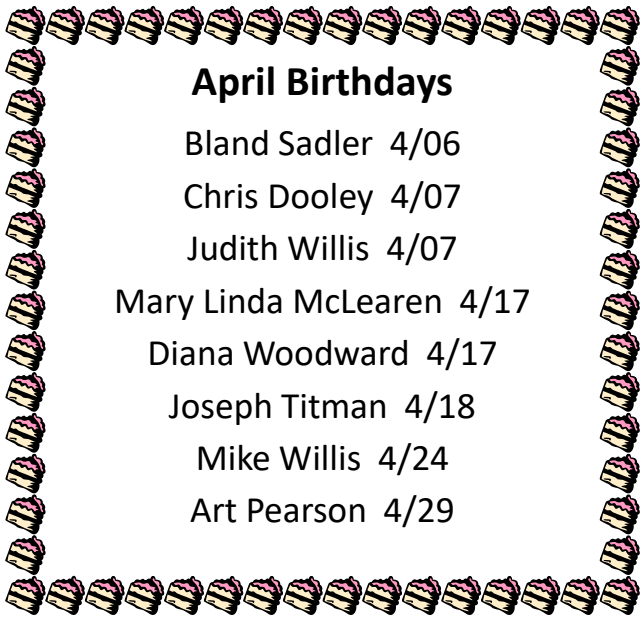 April Birthdays
Bland Sadler 4/06
Chris Dooley 4/07
Judith Willis 4/07
Mary Linda McLearen 4/17
Diana Woodward 4/17
Joseph Titman 4/18
Mike Willis 4/24
Art Pearson 4/29